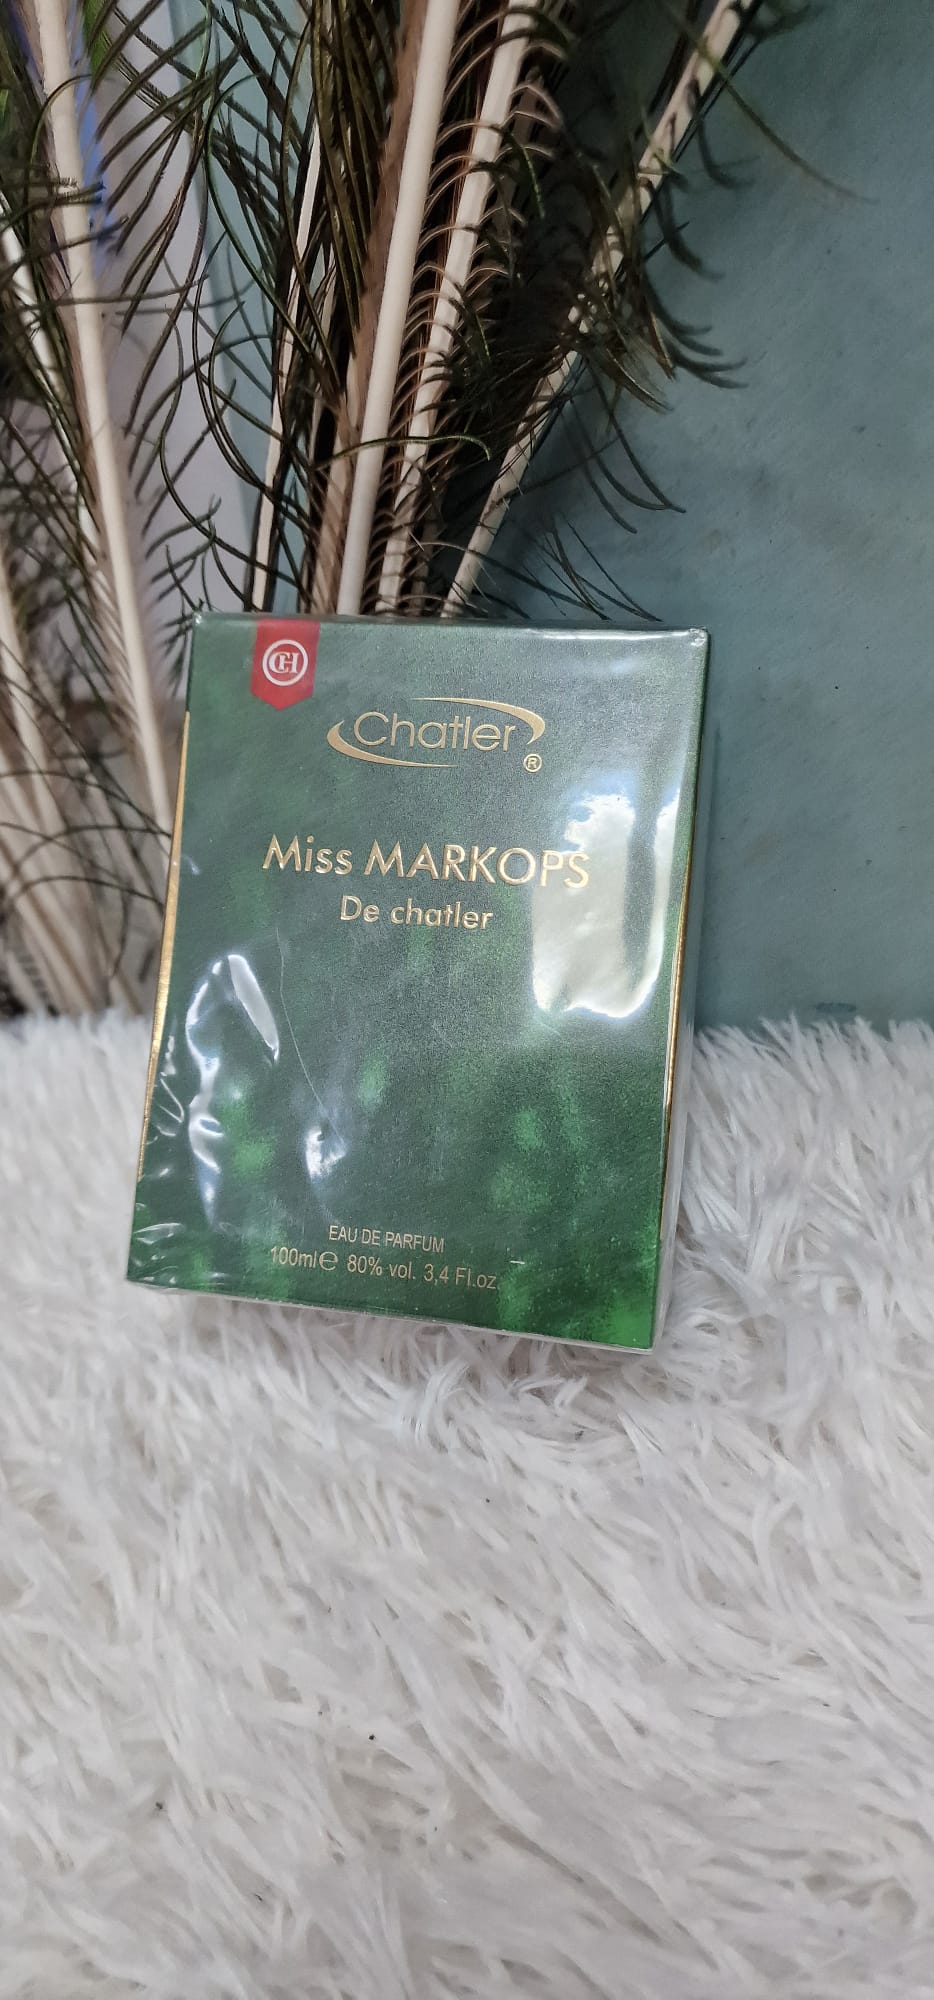 CH
Chatler
®
Miss MARKOPS
De chatler
EAU DE PARFUM
100ml℮ 80% vol. 3,4 Fl.oz